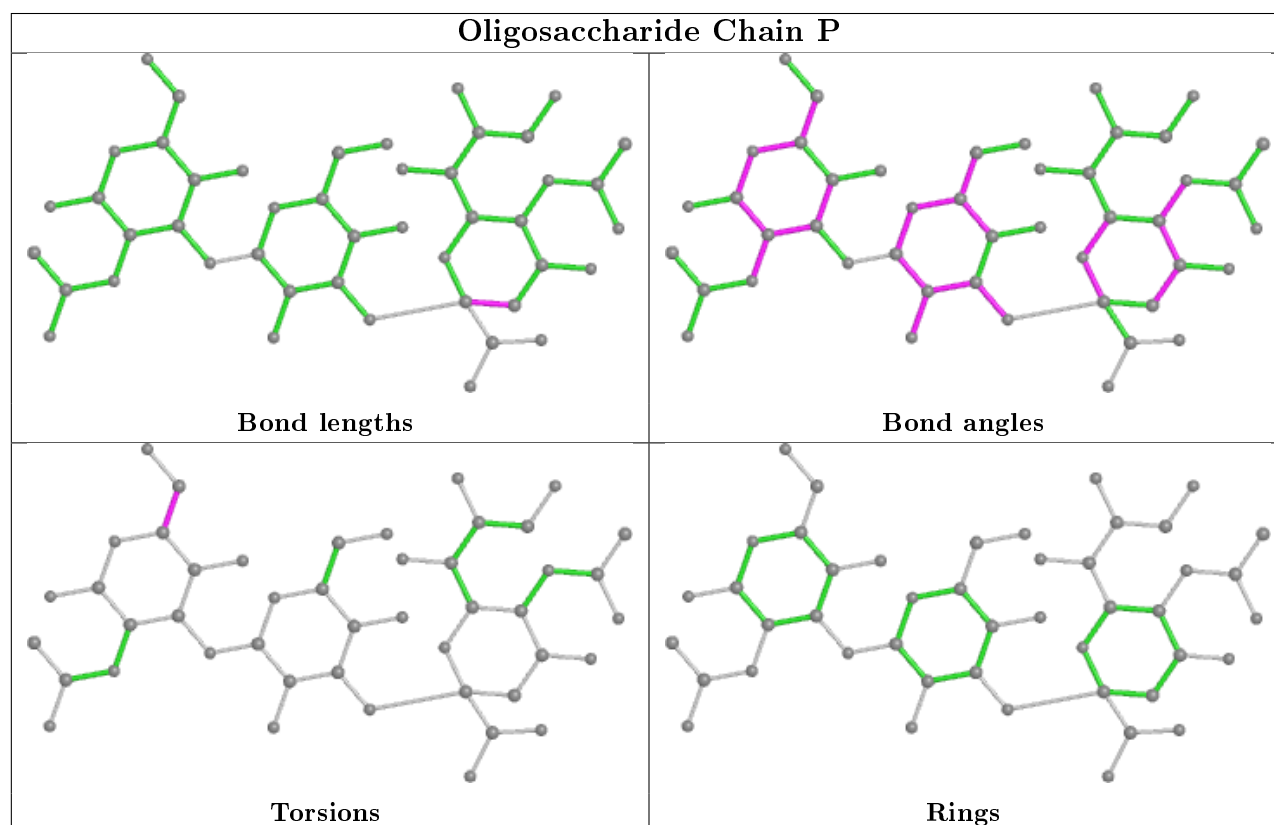 Oligosaccharide Chain P
Bond lengths
Bond angles
Torsions
Rings